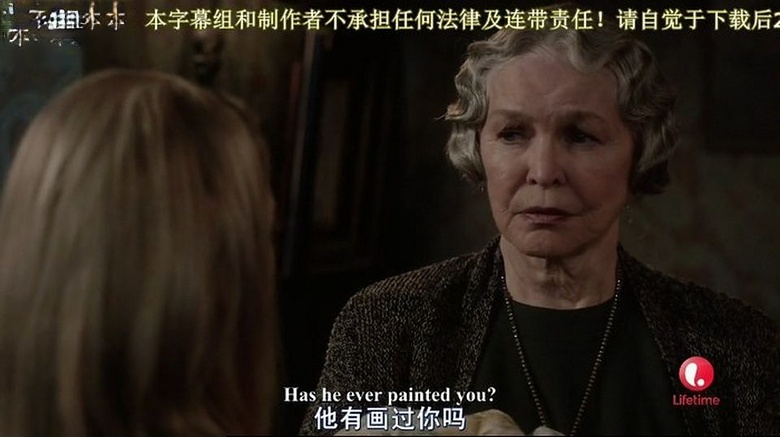 本字幕组和制作者不承担任何法律及连带责任！请自觉于下载后2
Has he ever painted you?
他有画过你吗
Lifetime